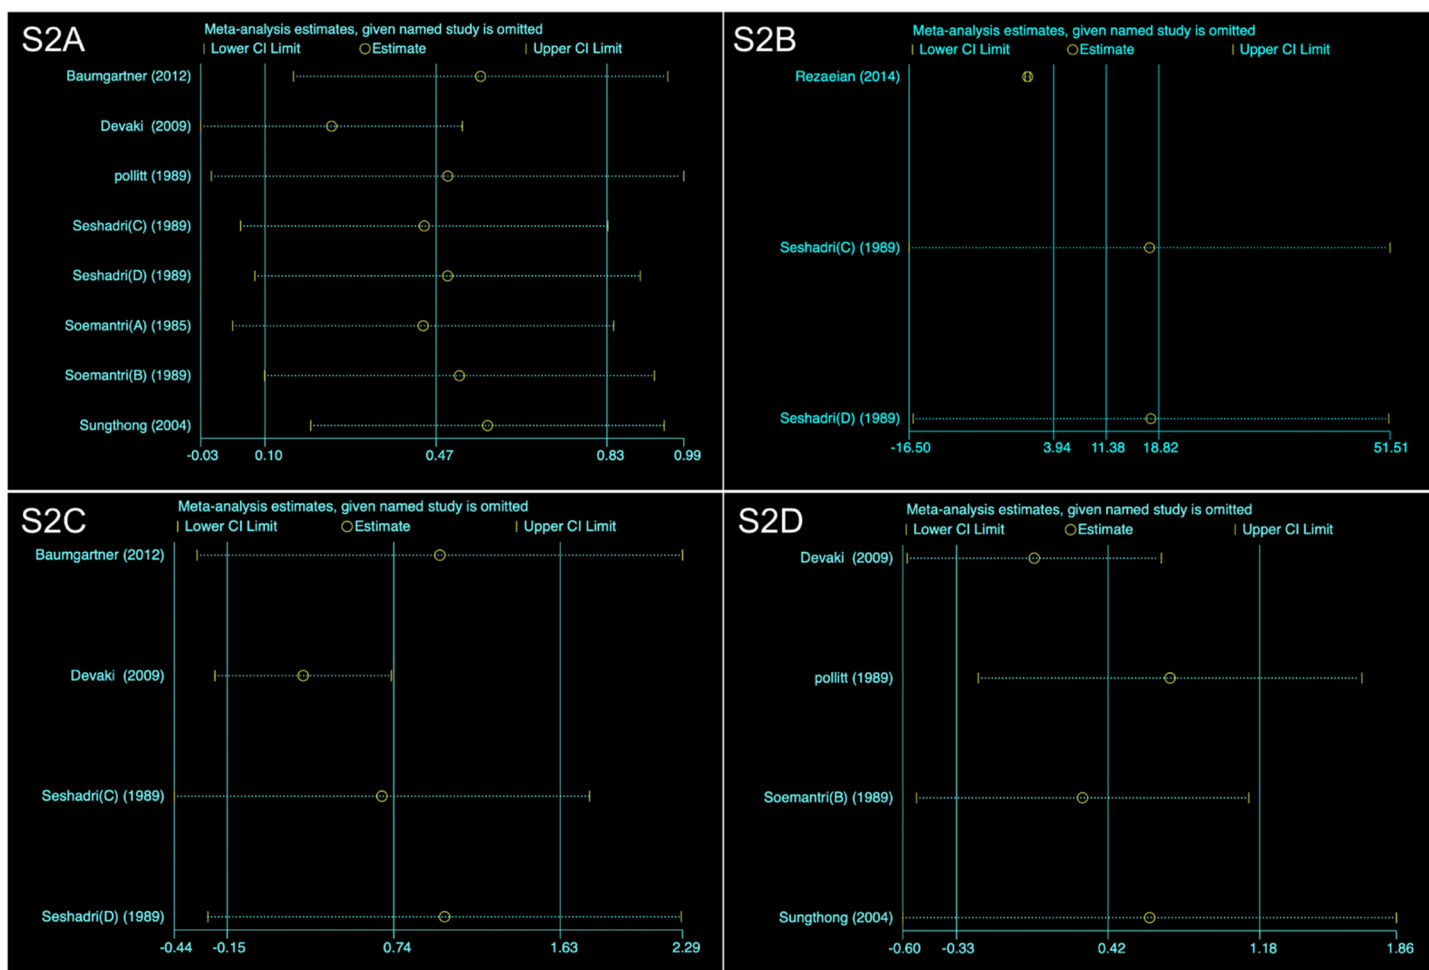 S2A
Meta-analysis estimates, given named study is omitted
Lower CI Limit Estimate Upper CI Limit
Baumgartner (2012)
Devaki (2009)
pollitt (1989)
Seshadri(C) (1989)
Seshadri(D) (1989)
Soemantri(A) (1985)
Soemantri(B) (1989)
Sungthong (2004)
-0.03 0.10 0.47 0.83 0.99
S2B
Meta-analysis estimates, given named study is omitted
Lower CI Limit Estimate Upper CI Limit
Rezaeian (2014)
Seshadri(C) (1989)
Seshadri(D) (1989)
-16.50 3.94 11.38 18.82 51.51
S2C
Meta-analysis estimates, given named study is omitted
Lower CI Limit Estimate Upper CI Limit
Baumgartner (2012)
Devaki (2009)
Seshadri(C) (1989)
Seshadri(D) (1989)
-0.44 -0.15 0.74 1.63 2.29
S2D
Meta-analysis estimates, given named study is omitted
Lower CI Limit Estimate Upper CI Limit
Devaki (2009)
pollitt (1989)
Soemantri(B) (1989)
Sungthong (2004)
-0.60 -0.33 0.42 1.18 1.86